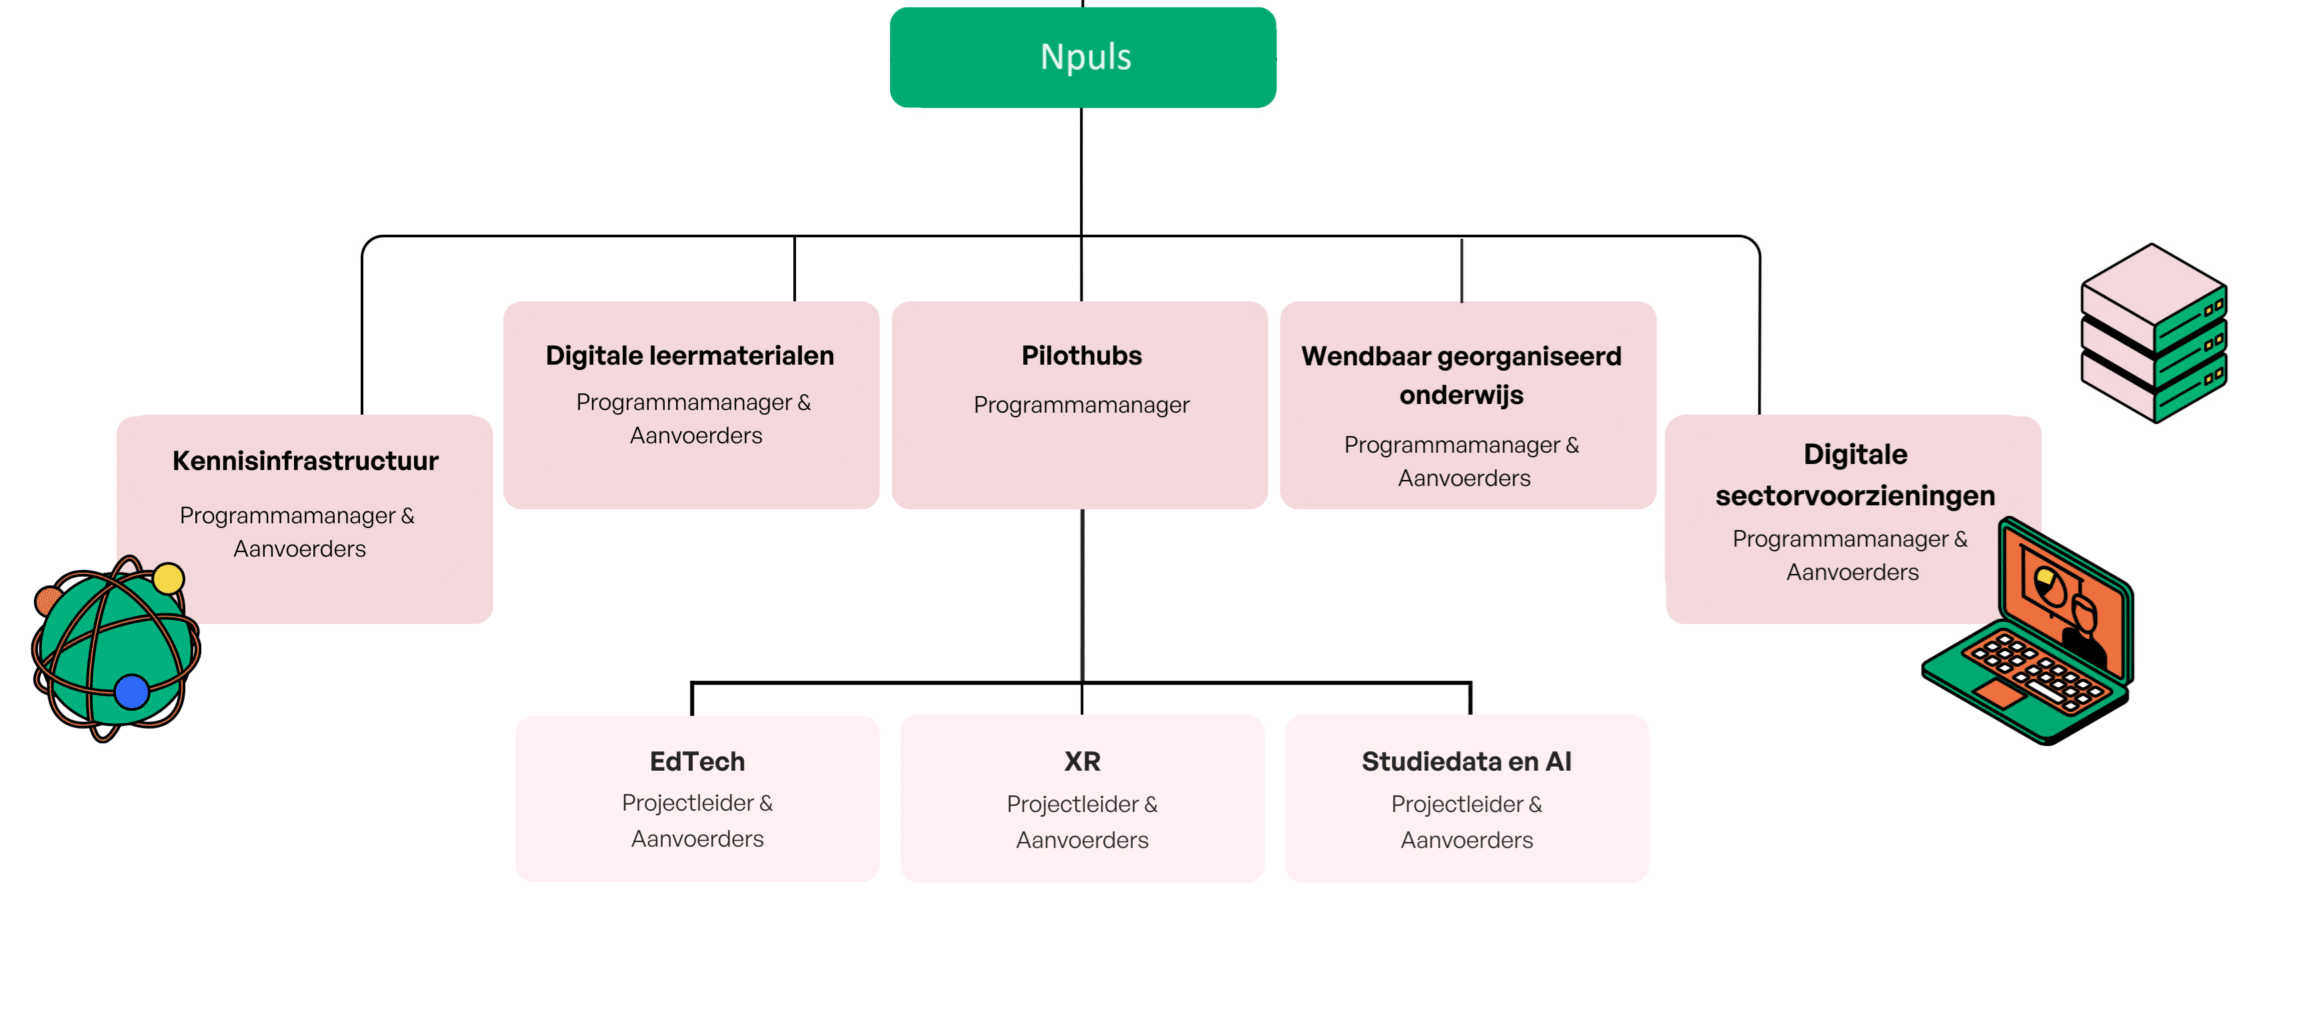 Npuls
Kennisinfrastructuur
Programmamanager &
Aanvoerders
Digitale leermaterialen
Programmamanager &
Aanvoerders
Pilothubs
Programmamanager
Wendbaar georganiseerd
onderwijs
Programmamanager &
Aanvoerders
Digitale
sectorvoorzieningen
Programmamanager &
Aanvoerders
EdTech
Projectleider &
Aanvoerders
XR
Projectleider &
Aanvoerders
Studiedata en AI
Projectleider &
Aanvoerders